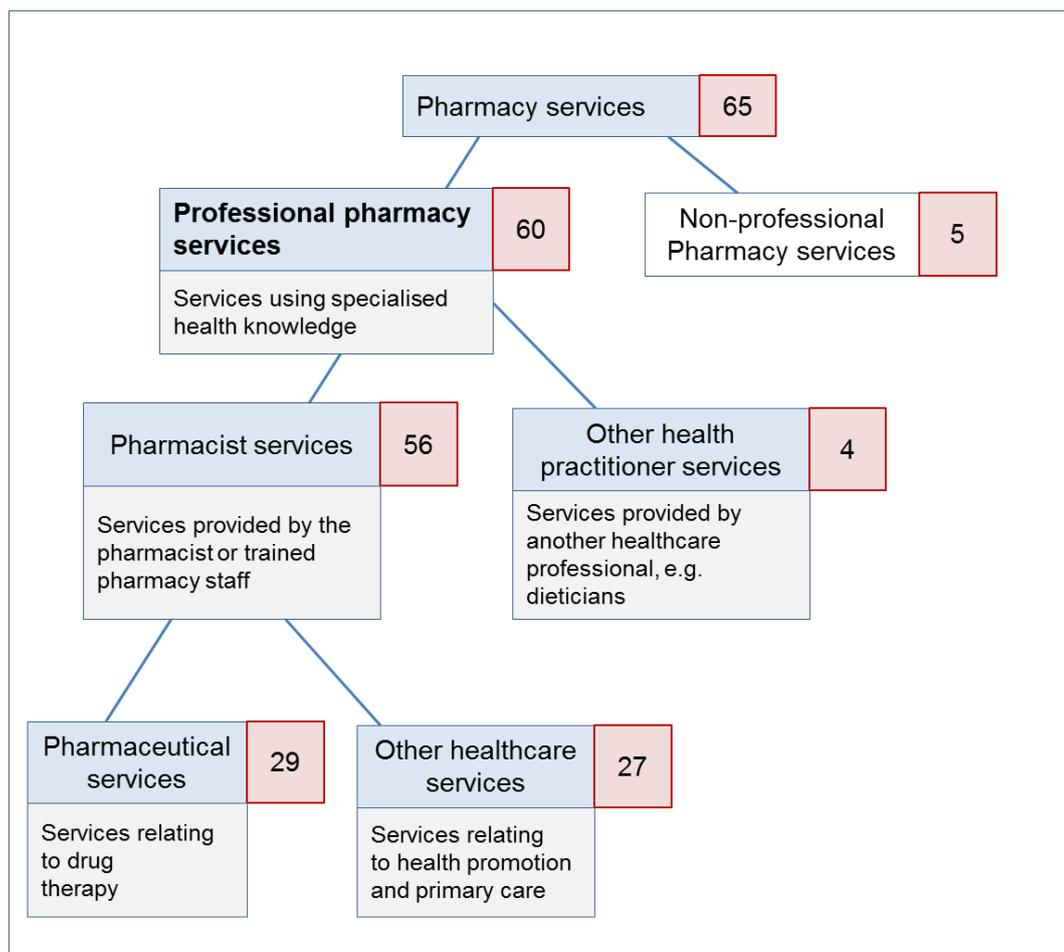 Pharmacy services
65
Professional pharmacy
services
60
Services using specialised
health knowledge
Non-professional
Pharmacy services
5
Pharmacist services
56
Services provided by the
pharmacist or trained
pharmacy staff
Other health
practitioner services
4
Services provided by
another healthcare
professional, e.g.
dieticians
Pharmaceutical
services
29
Services relating
to drug
therapy
Other healthcare
services
27
Services relating
to health promotion
and primary care